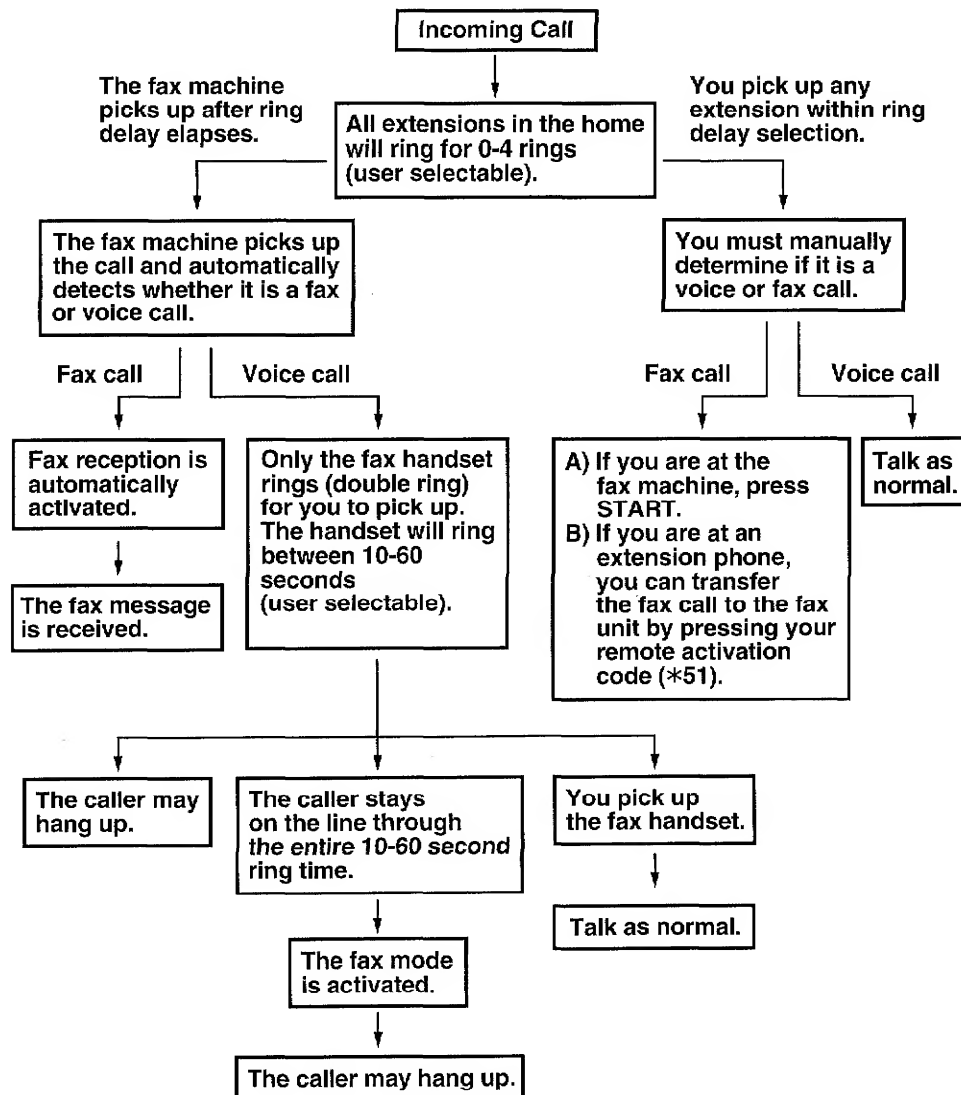 Incoming Call
The fax machine
picks up after ring
delay elapses.
You pick up any
extension within ring
delay selection.
All extensions in the home
will ring for 0-4 rings
(user selectable).
The fax machine picks up
the call and automatically
detects whether it is a fax
or voice call.
You must manually
determine if it is a
voice or fax call.
Fax call
Voice call
Fax call
Voice call
Fax reception is
automatically
activated.
Only the fax handset
rings (double ring)
for you to pick up.
The handset will ring
between 10-60
seconds
(user selectable).
A) If you are at the
fax machine, press
START.
B) If you are at an
extension phone,
you can transfer
the fax call to the fax
unit by pressing your
remote activation
code (*51).
Talk as
normal.
The fax message
is received.
The caller may
hang up.
The caller stays
on the line through
the entire 10-60 second
ring time.
You pick up
the fax handset.
Talk as normal.
The fax mode
is activated.
The caller may hang up.